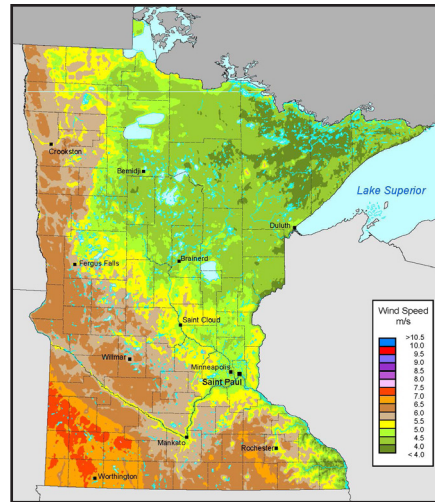 Crookston
Bemidji
Lake Superior
Duluth
Fergus Falls
Brainerd
Saint Cloud
Willmar
Minneapolis
Saint Paul
Mankato
Rochester
Worthington
Wind Speed
m/s
>10.5
10.0
9.5
9.0
8.5
8.0
7.5
7.0
6.5
6.0
5.5
5.0
4.5
4.0
< 4.0